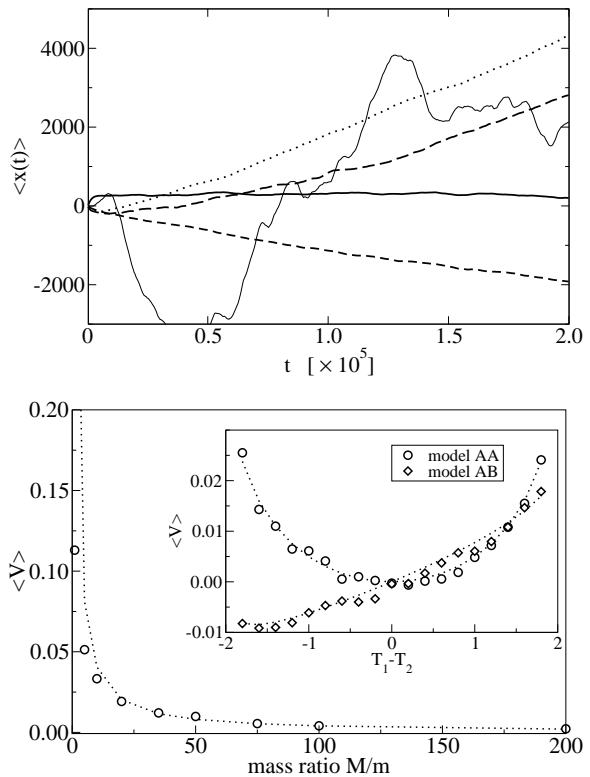 4000
2000
0
-2000
<x(t)>
0 0.5 1.0 1.5 2.0
t [×10⁵]
0.20
0.15
0.10
0.05
0.00
<V>
0 50 100 150 200
mass ratio M/m
0.02
0.01
0.00
-0.01
<V>
model AA
model AB
-2 -1 0 1 2
T₁-T₂